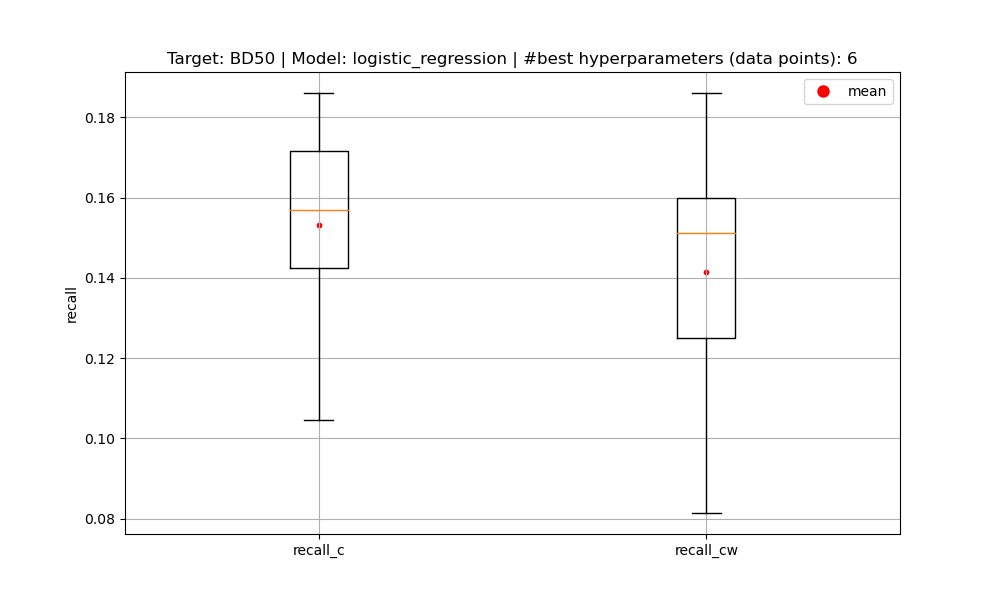 Target: BD50 | Model: logistic_regression | #best hyperparameters (data points): 6
mean
0.18
0.16
0.14
0.12
0.10
0.08
recall
recall_c
recall_cw